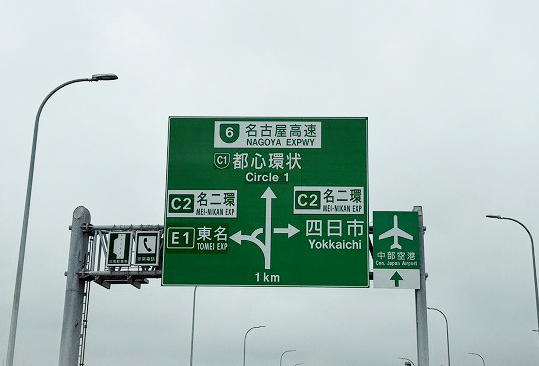 6 名古屋高速
NAGOYA EXPWY
C1 都心環状
Circle 1
C2 名二環
MEI-NIKAN EXP
E1 東名
TOMEI EXP
C2 名二環
MEI-NIKAN EXP
四日市
Yokkaichi
1km
中部空港
Cen. Japan Airport